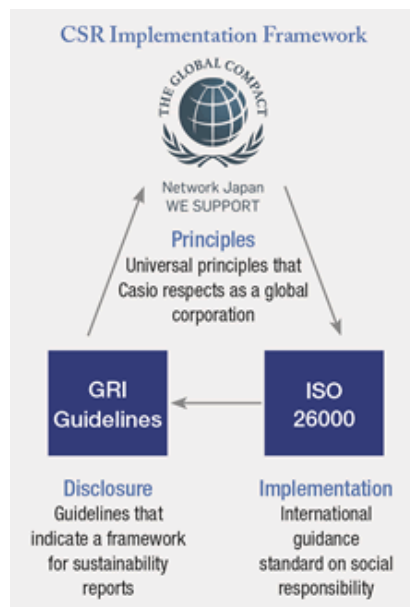 CSR Implementation Framework
THE GLOBAL COMPACT
Network Japan
WE SUPPORT
Principles
Universal principles that
Casio respects as a global
corporation
GRI
Guidelines
ISO
26000
Disclosure
Guidelines that
indicate a framework
for sustainability
reports
Implementation
International
guidance
standard on social
responsibility